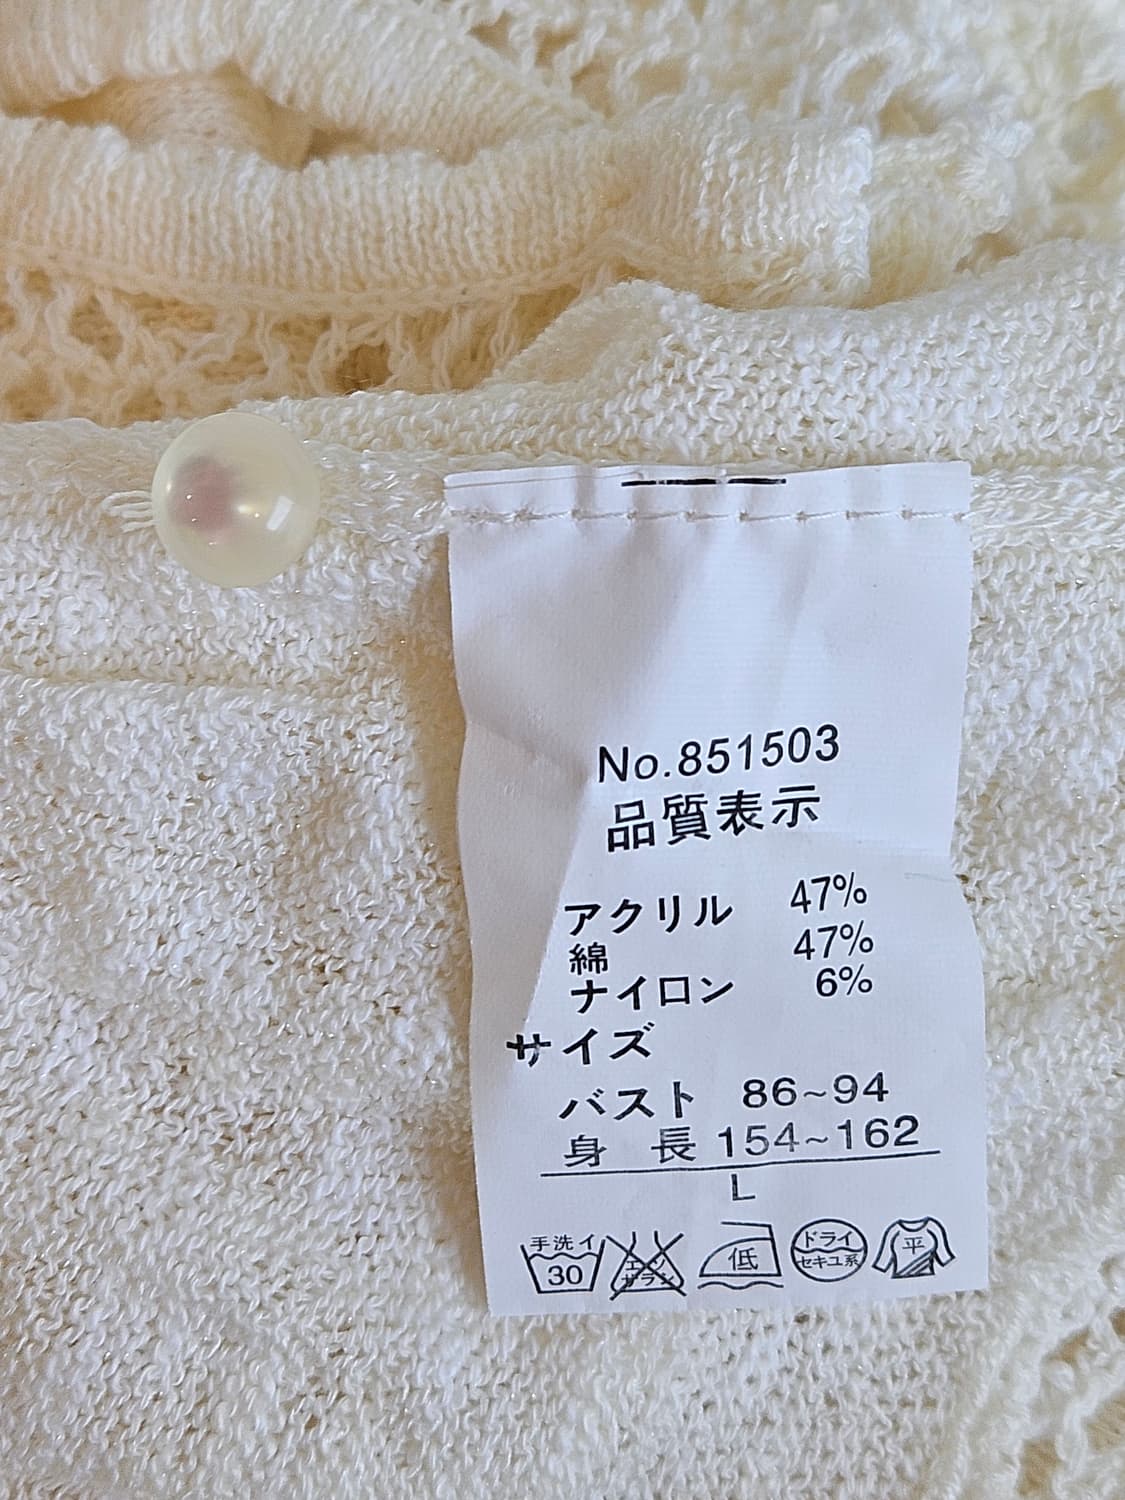 No.851503
品質表示
アクリル 47%
綿 47%
ナイロン 6%
サイズ
バスト 86~94
身 長 154~162
L
手洗イ
30
エンソ
サラシ
低
ドライ
セキユ系
平